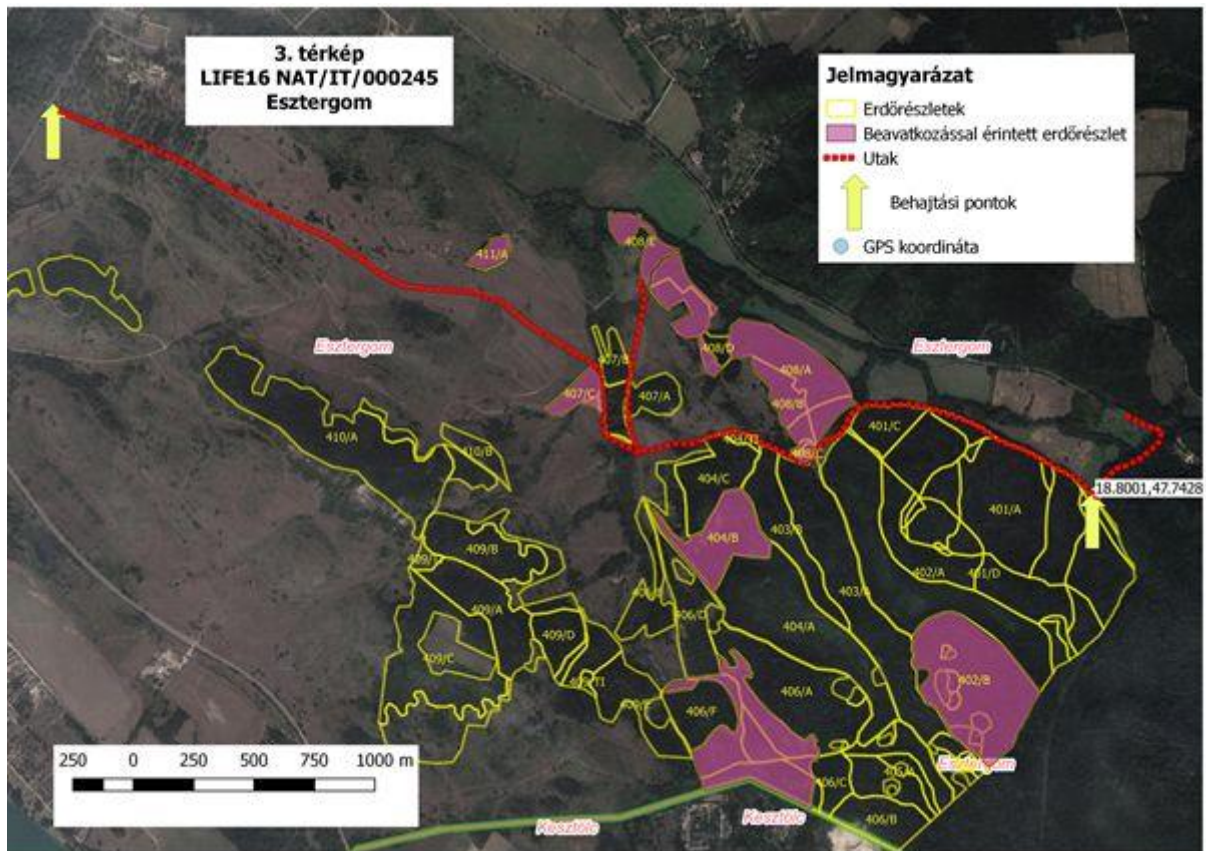 3. térkép
LIFE16 NAT/IT/000245
Esztergom
Jelmagyarázat
Erdőrészletek
Beavatkozással érintett erdőrészlet
Utak
Behajtási pontok
GPS koordináta
408/E
411/A
Esztergom
Esztergom
407/B
408/D
408/A
407/C
407/A
408/B
401/C
410/A
410/B
408/C
404/C
18.8001,47.7428
401/A
404/B
403/B
409/B
402/A
401/D
403/A
409/A
406/D
404/A
409/D
409/C
402/B
406/A
406/F
Esztergom
406/C
405/A
250 0 250 500 750 1000 m
406/B
Kesztölc
Kesztölc